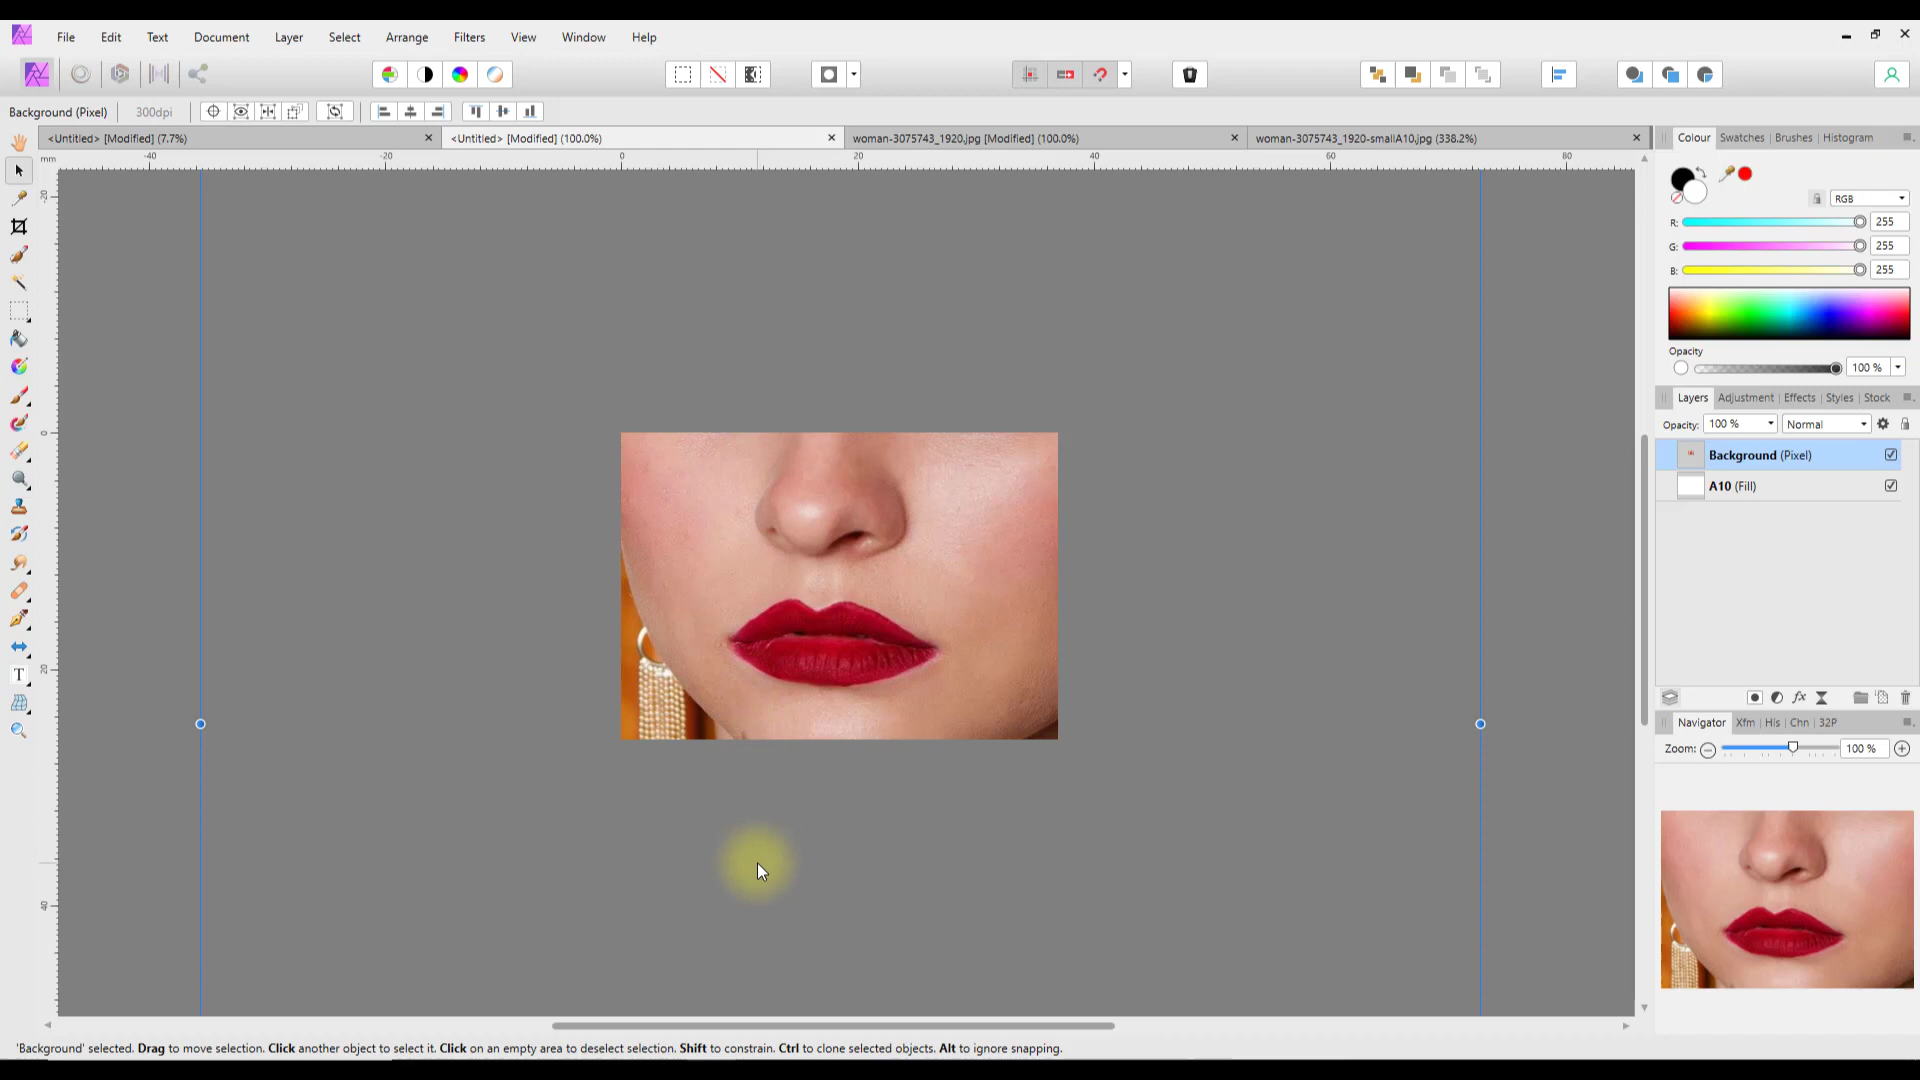 File Edit Text Document Layer Select Arrange Filters View Window Help
Background (Pixel) 300dpi
<Untitled> [Modified] (7.7%) <Untitled> [Modified] (100.0%) woman-3075743_1920.jpg [Modified] (100.0%) woman-3075743_1920-smallA10.jpg (338.2%)
Colour Swatches Brushes Histogram
mm -40 -20 0 20 40 60 80
-20
0
20
40
RGB
R: 255
G: 255
B: 255
Opacity
100 %
Layers Adjustment Effects Styles Stock
Opacity: 100 % Normal
Background (Pixel)
A10 (Fill)
fx
Navigator Xfm His Chn 32P
Zoom: 100 %
T
'Background' selected. Drag to move selection. Click another object to select it. Click on an empty area to deselect selection. Shift to constrain. Ctrl to clone selected objects. Alt to ignore snapping.